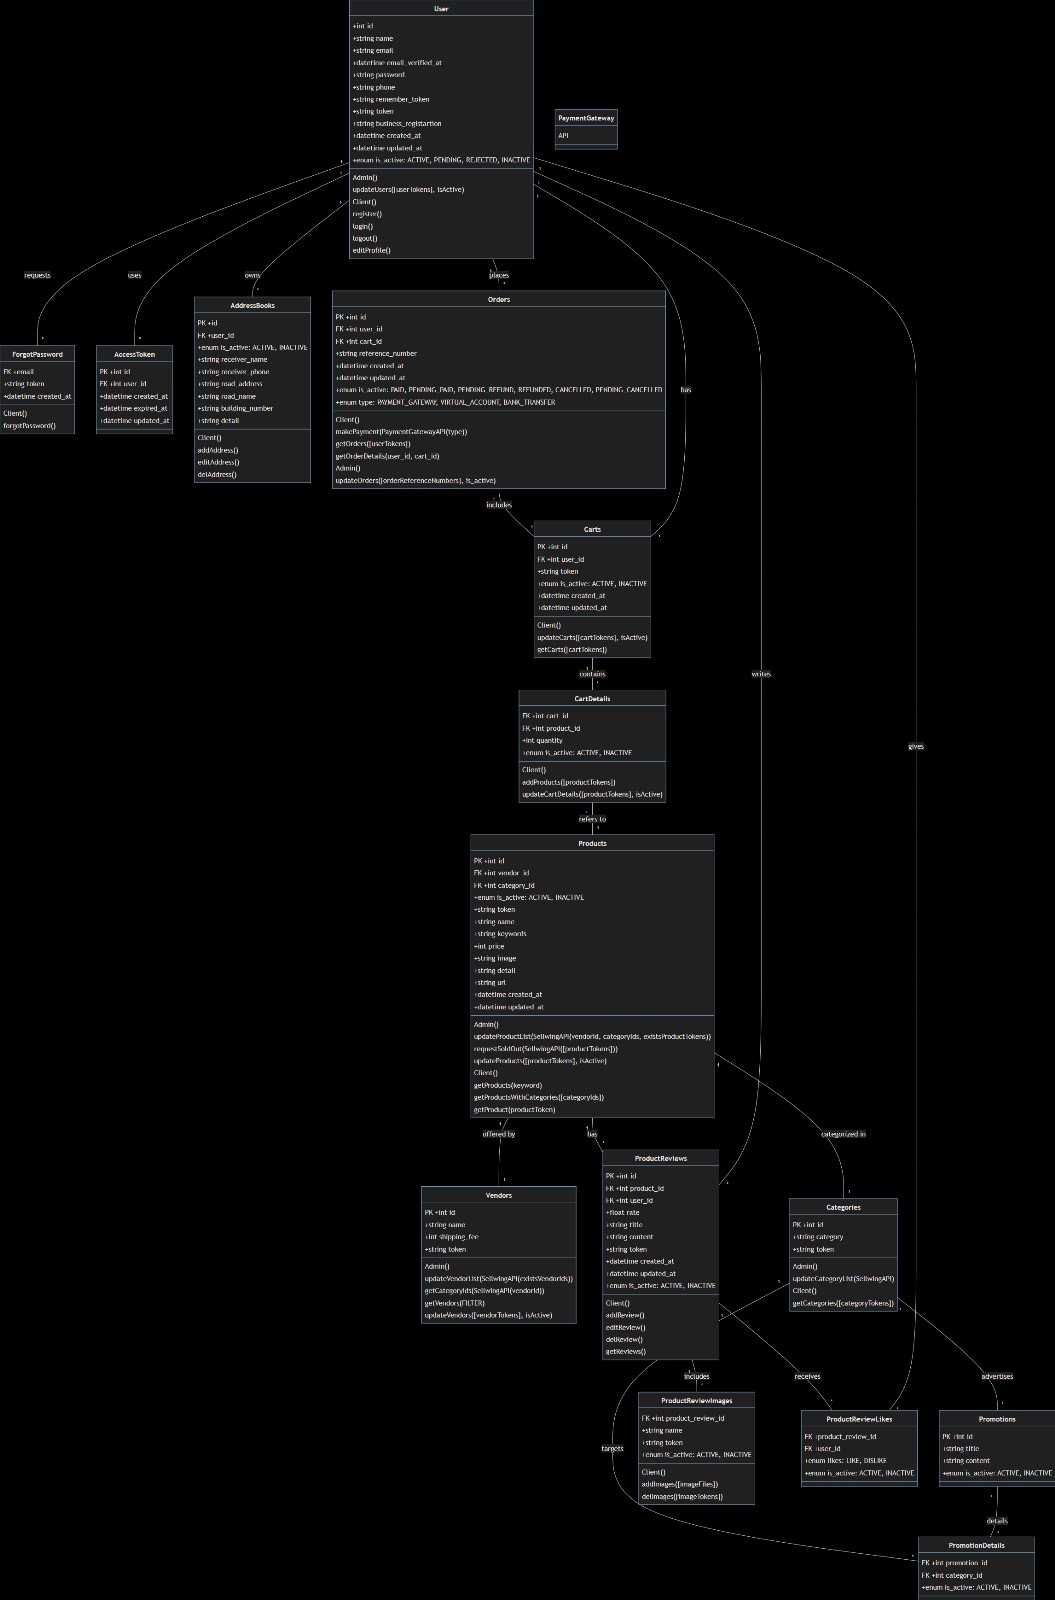 User
+int id
+string name
+string email
+datetime email_verified_at
+string password
+string phone
+string remember_token
+string token
+string business_registartion
+datetime created_at
+datetime updated_at
+enum is_active: ACTIVE, PENDING, REJECTED, INACTIVE
Admin()
updateUsers([userTokens], isActive)
Client()
register()
login()
logout()
editProfile()
PaymentGateway
API
requests
uses
owns
places
ForgotPassword
FK +email
+string token
+datetime created_at
Client()
forgotPassword()
AccessToken
PK +int id
FK +int user_id
+datetime created_at
+datetime expired_at
+datetime updated_at
AddressBooks
PK +id
FK +user_id
+enum is_active: ACTIVE, INACTIVE
+string receiver_name
+string receiver_phone
+string road_address
+string road_name
+string building_number
+string detail
Client()
addAddress()
editAddress()
delAddress()
Orders
PK +int id
FK +int user_id
FK +int cart_id
+string reference_number
+datetime created_at
+datetime updated_at
+enum is_active: PAID, PENDING_PAID, PENDING_REFUND, REFUNDED, CANCELLED, PENDING_CANCELLED
+enum type: PAYMENT_GATEWAY, VIRTUAL_ACCOUNT, BANK_TRANSFER
Client()
makePayment(PaymentGatewayAPI(type))
getOrders([userTokens])
getOrderDetails(user_id, cart_id)
Admin()
updateOrders([orderReferenceNumbers], is_active)
has
includes
Carts
PK +int id
FK +int user_id
+string token
+enum is_active: ACTIVE, INACTIVE
+datetime created_at
+datetime updated_at
Client()
updateCarts([cartTokens], isActive)
getCarts([cartTokens])
contains
writes
CartDetails
FK +int cart_id
FK +int product_id
+int quantity
+enum is_active: ACTIVE, INACTIVE
Client()
addProducts([productTokens])
updateCartDetails([productTokens], isActive)
gives
refers to
Products
PK +int id
FK +int vendor_id
FK +int category_id
+enum is_active: ACTIVE, INACTIVE
+string token
+string name
+string keywords
+int price
+string image
+string detail
+string url
+datetime created_at
+datetime updated_at
Admin()
updateProductList(SellwingAPI(vendorId, categoryIds, existsProductTokens))
requestSoldOut(SellwingAPI([productTokens]))
updateProducts([productTokens], isActive)
Client()
getProducts(keyword)
getProductsWithCategories([categoryIds])
getProduct(productToken)
offered by
has
categorized in
Vendors
PK +int id
+string name
+int shipping_fee
+string token
Admin()
updateVendorList(SellwingAPI(existsVendorIds))
getCategoryIds(SellwingAPI(vendorId))
getVendors(FILTER)
updateVendors([vendorTokens], isActive)
ProductReviews
PK +int id
FK +int product_id
FK +int user_id
+float rate
+string title
+string content
+string token
+datetime created_at
+datetime updated_at
+enum is_active: ACTIVE, INACTIVE
Client()
addReview()
editReview()
delReview()
getReviews()
Categories
PK +int id
+string category
+string token
Admin()
updateCategoryList(SellwingAPI)
Client()
getCategories([categoryTokens])
includes
receives
advertises
ProductReviewImages
FK +int product_review_id
+string name
+string token
+enum is_active: ACTIVE, INACTIVE
Client()
addImages([imageFiles])
delImages([imageTokens])
ProductReviewLikes
FK +product_review_id
FK +user_id
+enum likes: LIKE, DISLIKE
+enum is_active: ACTIVE, INACTIVE
Promotions
PK +int id
+string title
+string content
+enum is_active: ACTIVE, INACTIVE
targets
details
PromotionDetails
FK +int promotion_id
FK +int category_id
+enum is_active: ACTIVE, INACTIVE